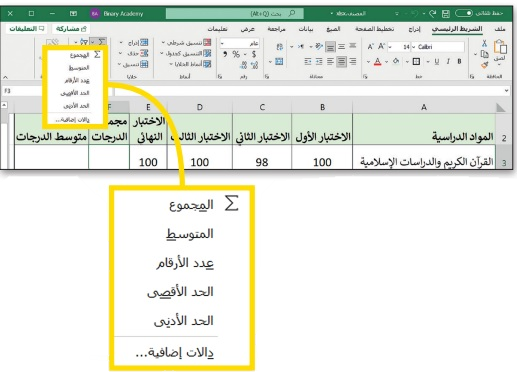 حفظ تلقائي
المصنف.xlsx
بحث (Alt+Q)
Binary Academy
BA
ملف الشريط الرئيسي إدراج تخطيط الصفحة الصيغ بيانات مراجعة عرض تعليمات
مشاركة التعليقات
لصق
Calibri 14
B I U
عام
تنسيق شرطي
التنسيق كجدول
أنماط الخلايا
إدراج
حذف
تنسيق
الحافظة خط محاذاة رقم أنماط خلايا
Σ المجموع
المتوسط
عدد الأرقام
الحد الأقصى
الحد الأدنى
دالات إضافية...
F3
A B C D E F
2 المواد الدراسية الاختبار الأول الاختبار الثاني الاختبار الثالث الاختبار النهائي الدرجات متوسط الدرجات
3 القرآن الكريم والدراسات الإسلامية 100 98 100 100
Σ المجموع
المتوسط
عدد الأرقام
الحد الأقصى
الحد الأدنى
دالات إضافية...